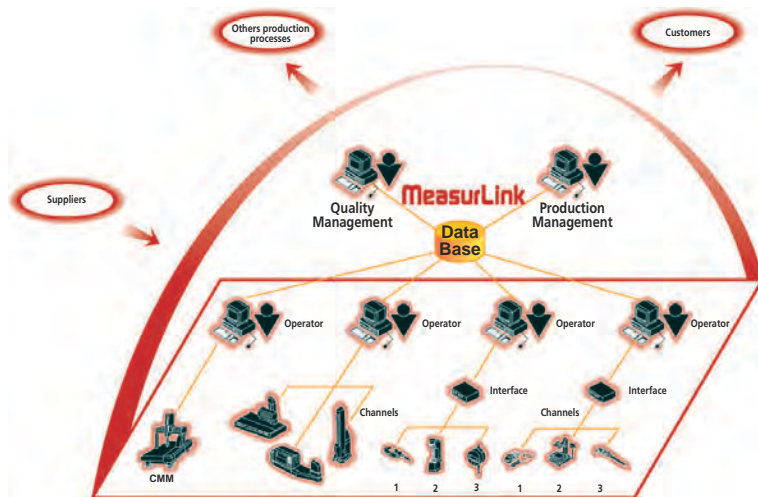 Others production
processes
Customers
Suppliers
MeasurLink
Quality
Management
Production
Management
Data
Base
Operator
Operator
Operator
Operator
Interface
Interface
Channels
Channels
CMM
1
2
3
1
2
3